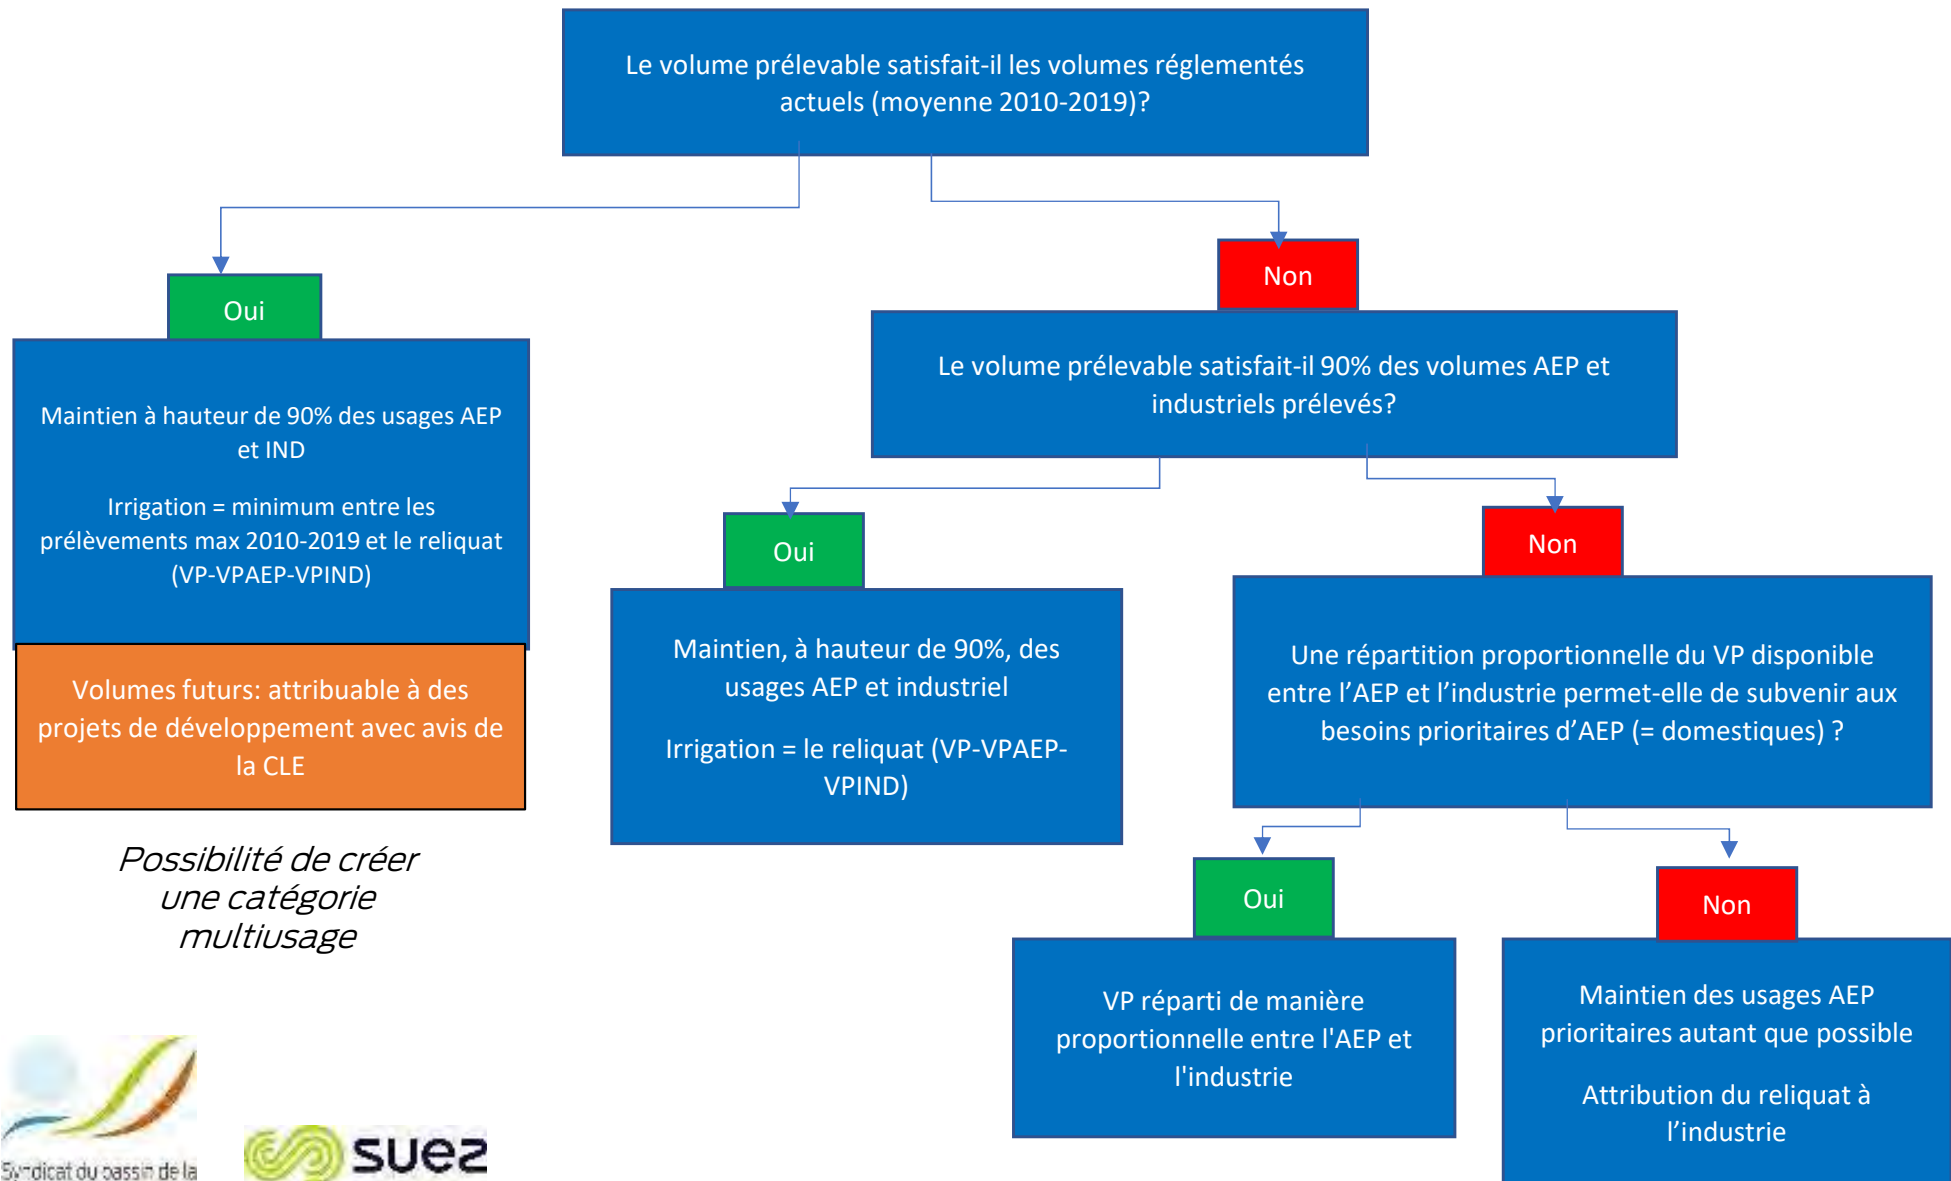 Le volume prélevable satisfait-il les volumes réglementés
actuels (moyenne 2010-2019)?
Oui
Maintien à hauteur de 90% des usages AEP
et IND
Irrigation = minimum entre les
prélèvements max 2010-2019 et le reliquat
(VP-VPAEP-VPIND)
Volumes futurs: attribuable à des
projets de développement avec avis de
la CLE
Possibilité de créer
une catégorie
multiusage
Non
Le volume prélevable satisfait-il 90% des volumes AEP et
industriels prélevés?
Oui
Maintien, à hauteur de 90%, des
usages AEP et industriel
Irrigation = le reliquat (VP-VPAEP-
VPIND)
Non
Une répartition proportionnelle du VP disponible
entre l’AEP et l’industrie permet-elle de subvenir aux
besoins prioritaires d’AEP (= domestiques) ?
Oui
VP réparti de manière
proportionnelle entre l'AEP et
l'industrie
Non
Maintien des usages AEP
prioritaires autant que possible
Attribution du reliquat à
l’industrie
Syndicat du bassin de la
suez